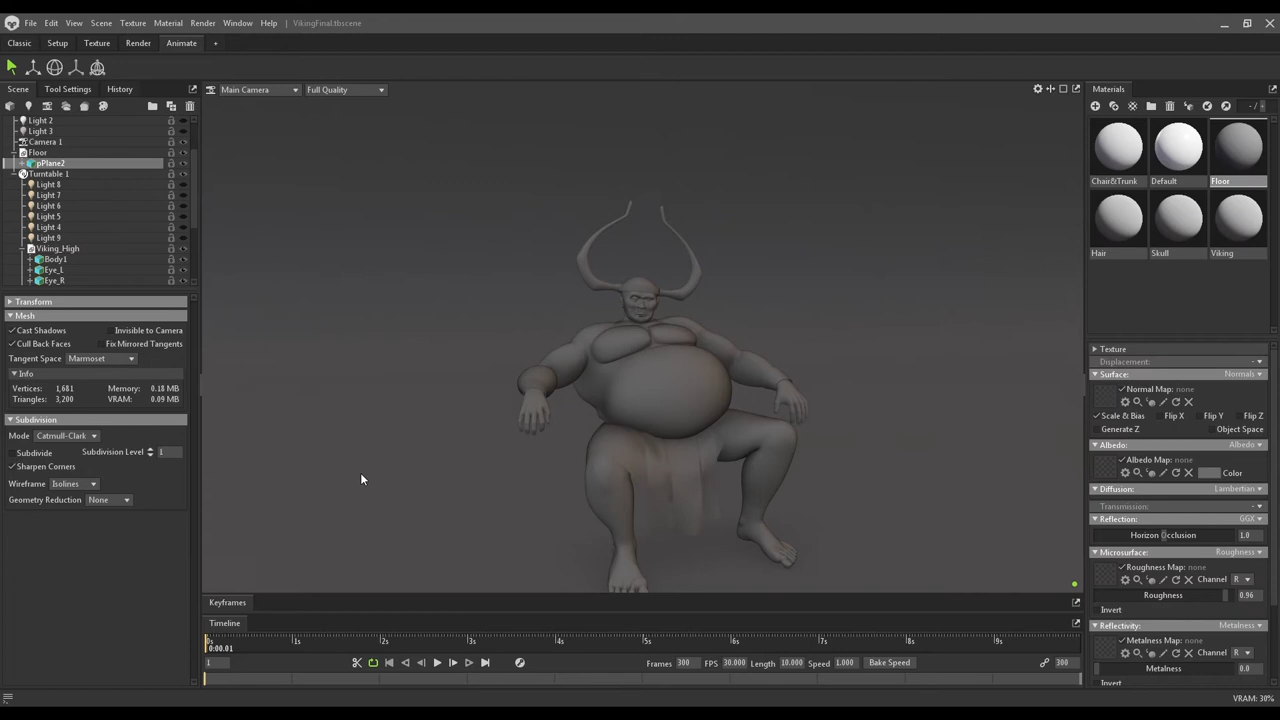 File Edit View Scene Texture Material Render Window Help VikingFinal.tbscene
Classic Setup Texture Render Animate +
Scene Tool Settings History
Main Camera Full Quality
Materials
Light 2
Light 3
Camera 1
Floor
pPlane2
Turntable 1
Light 8
Light 7
Light 6
Light 5
Light 4
Light 9
Viking_High
Body1
Eye_L
Eye_R
Transform
Mesh
Cast Shadows Invisible to Camera
Cull Back Faces Fix Mirrored Tangents
Tangent Space Marmoset
Info
Vertices: 1,681 Memory: 0.18 MB
Triangles: 3,200 VRAM: 0.09 MB
Subdivision
Mode Catmull-Clark
Subdivide Subdivision Level 1
Sharpen Corners
Wireframe Isolines
Geometry Reduction None
Keyframes
Timeline
0s 1s 2s 3s 4s 5s 6s 7s 8s 9s
0:00.01
1 Frames 300 FPS 30.000 Length 10.000 Speed 1.000 Bake Speed 300
Chair&Trunk Default Floor
Hair Skull Viking
Texture
Displacement: -
Surface: Normals
Normal Map: none
Scale & Bias Flip X Flip Y Flip Z
Generate Z Object Space
Albedo: Albedo
Albedo Map: none
Color
Diffusion: Lambertian
Transmission: -
Reflection: GGX
Horizon Occlusion 1.0
Microsurface: Roughness
Roughness Map: none
Channel R
Roughness 0.96
Invert
Reflectivity: Metalness
Metalness Map: none
Channel R
Metalness 0.0
Invert
VRAM: 30%